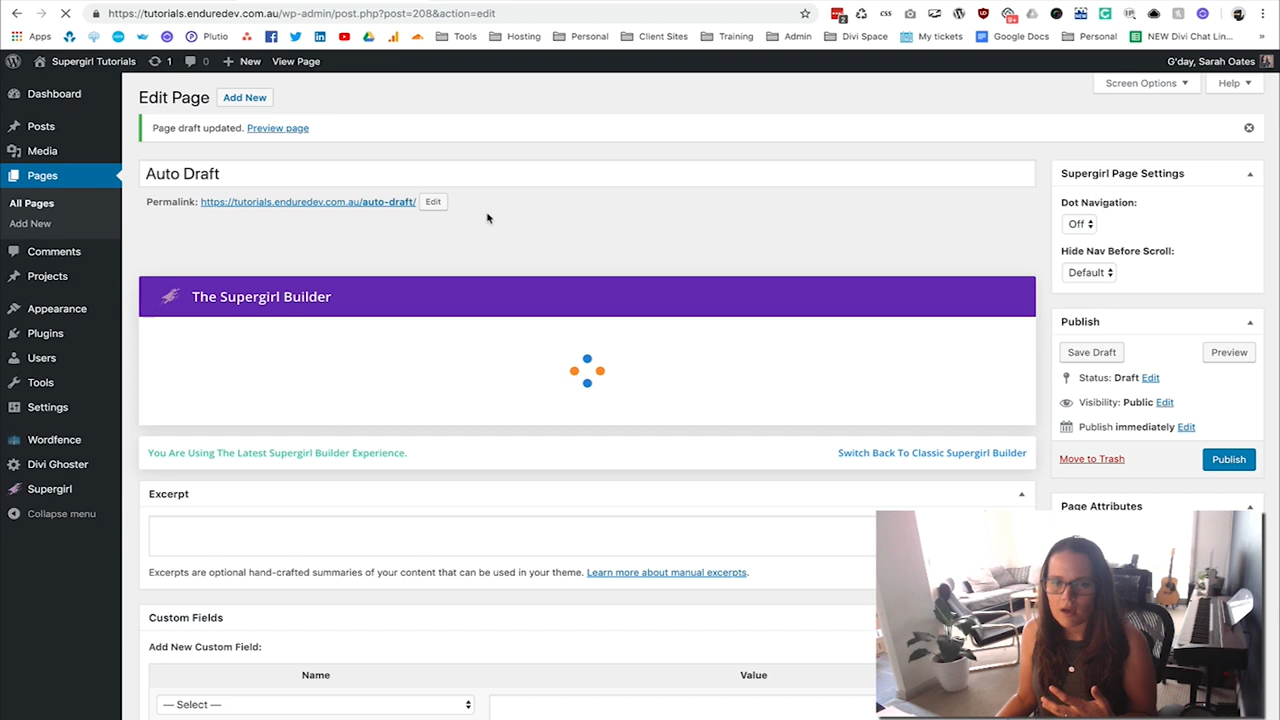 https://tutorials.enduredev.com.au/wp-admin/post.php?post=208&action=edit
Apps
Plutio
Tools
Hosting
Personal
Client Sites
Training
Admin
Divi Space
My tickets
Google Docs
Personal
NEW Divi Chat Lin...
»
Supergirl Tutorials
1
0
New
View Page
G'day, Sarah Oates
Dashboard
Posts
Media
Pages
All Pages
Add New
Comments
Projects
Appearance
Plugins
Users
Tools
Settings
Wordfence
Divi Ghoster
Supergirl
Collapse menu
Screen Options
Help
Edit Page
Add New
Page draft updated. Preview page
Auto Draft
Permalink: https://tutorials.enduredev.com.au/auto-draft/ Edit
The Supergirl Builder
You Are Using The Latest Supergirl Builder Experience.
Switch Back To Classic Supergirl Builder
Excerpt
Excerpts are optional hand-crafted summaries of your content that can be used in your theme. Learn more about manual excerpts.
Custom Fields
Add New Custom Field:
Name
Value
— Select —
Supergirl Page Settings
Dot Navigation:
Off
Hide Nav Before Scroll:
Default
Publish
Save Draft
Preview
Status: Draft Edit
Visibility: Public Edit
Publish immediately Edit
Move to Trash
Publish
Page Attributes